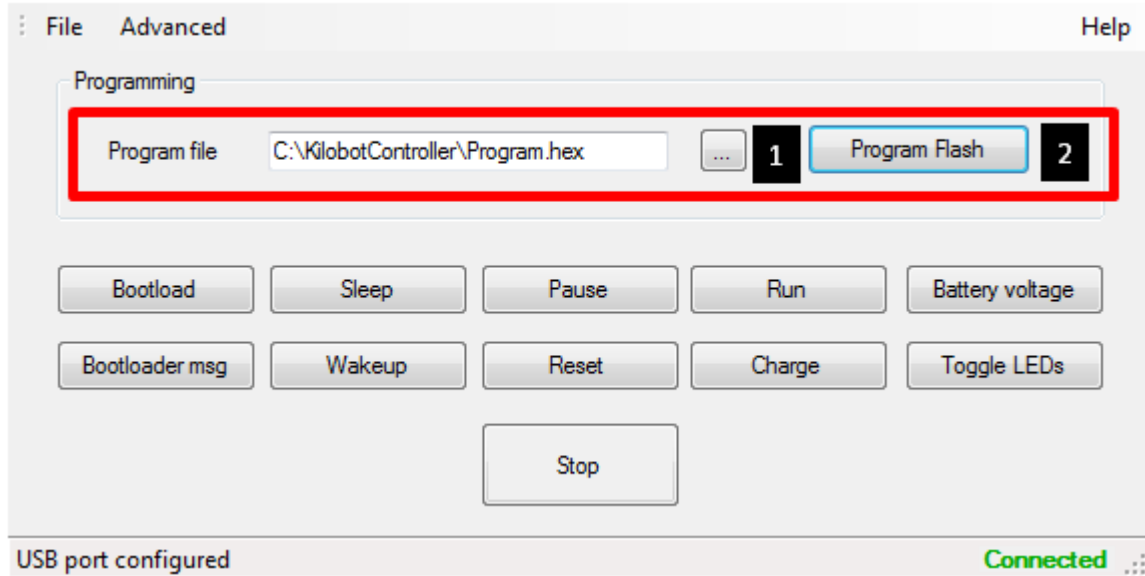 File Advanced Help
Programming
Program file C:\KilobotController\Program.hex ... 1 Program Flash 2
Bootload Sleep Pause Run Battery voltage
Bootloader msg Wakeup Reset Charge Toggle LEDs
Stop
USB port configured Connected